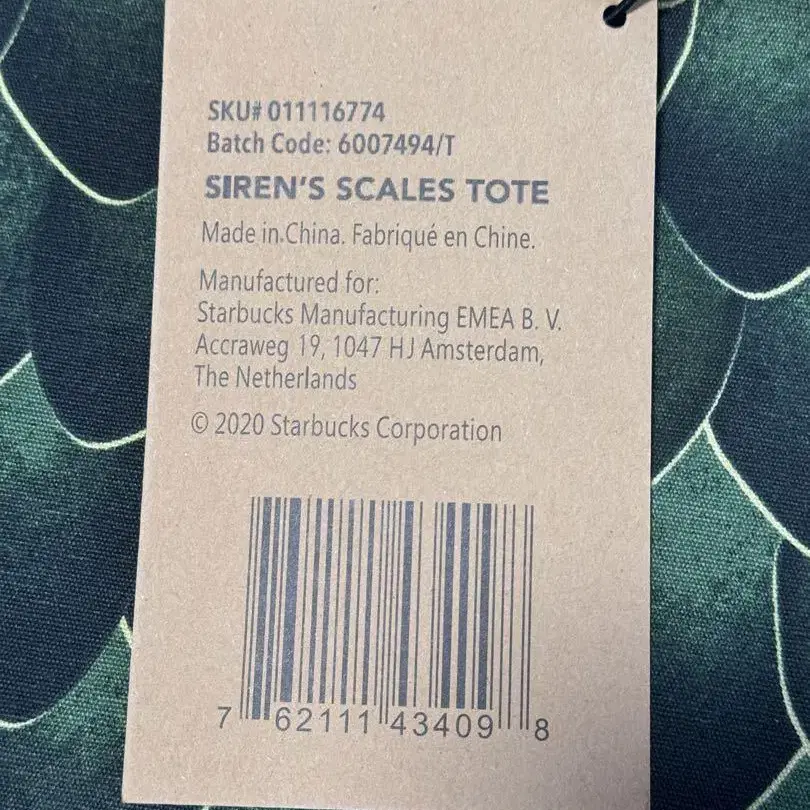 SKU# 011116774
Batch Code: 6007494/T
SIREN'S SCALES TOTE
Made in China. Fabriqué en Chine.
Manufactured for:
Starbucks Manufacturing EMEA B. V.
Accraweg 19, 1047 HJ Amsterdam,
The Netherlands
© 2020 Starbucks Corporation
7 62111 43409 8